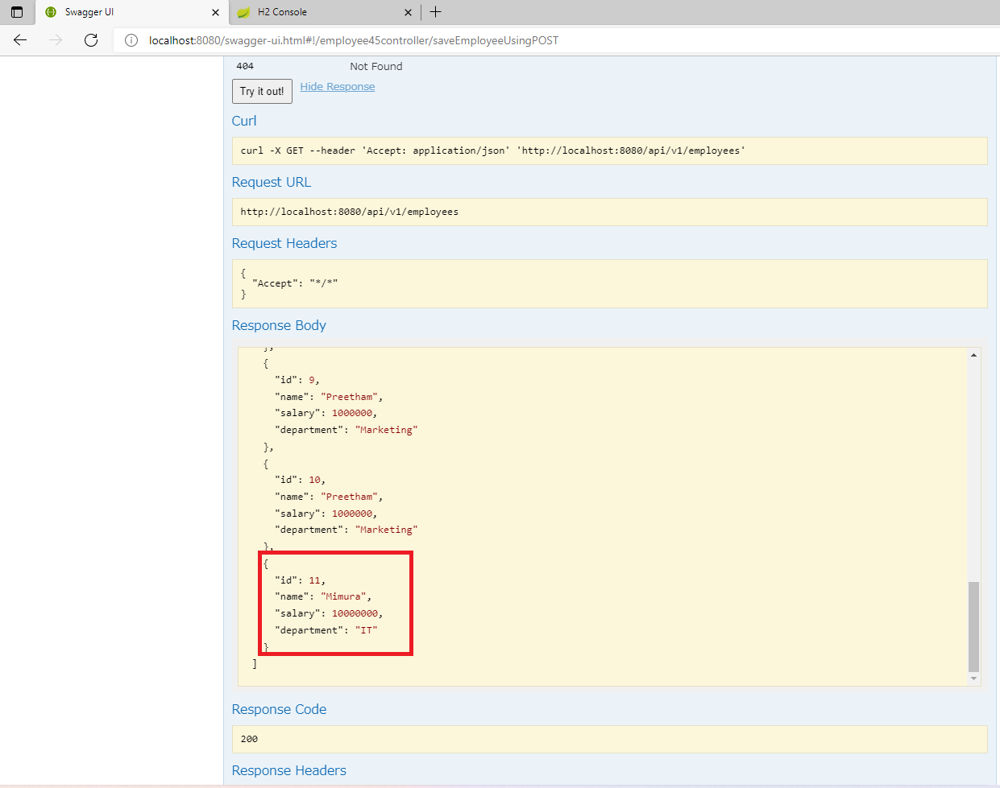 Swagger UI
H2 Console
localhost:8080/swagger-ui.html#!/employee45controller/saveEmployeeUsingPOST
404 Not Found
Try it out! Hide Response
Curl
curl -X GET --header 'Accept: application/json' 'http://localhost:8080/api/v1/employees'
Request URL
http://localhost:8080/api/v1/employees
Request Headers
{
"Accept": "*/*"
}
Response Body
},
{
"id": 9,
"name": "Preetham",
"salary": 1000000,
"department": "Marketing"
},
{
"id": 10,
"name": "Preetham",
"salary": 1000000,
"department": "Marketing"
},
{
"id": 11,
"name": "Mimura",
"salary": 10000000,
"department": "IT"
}
]
Response Code
200
Response Headers